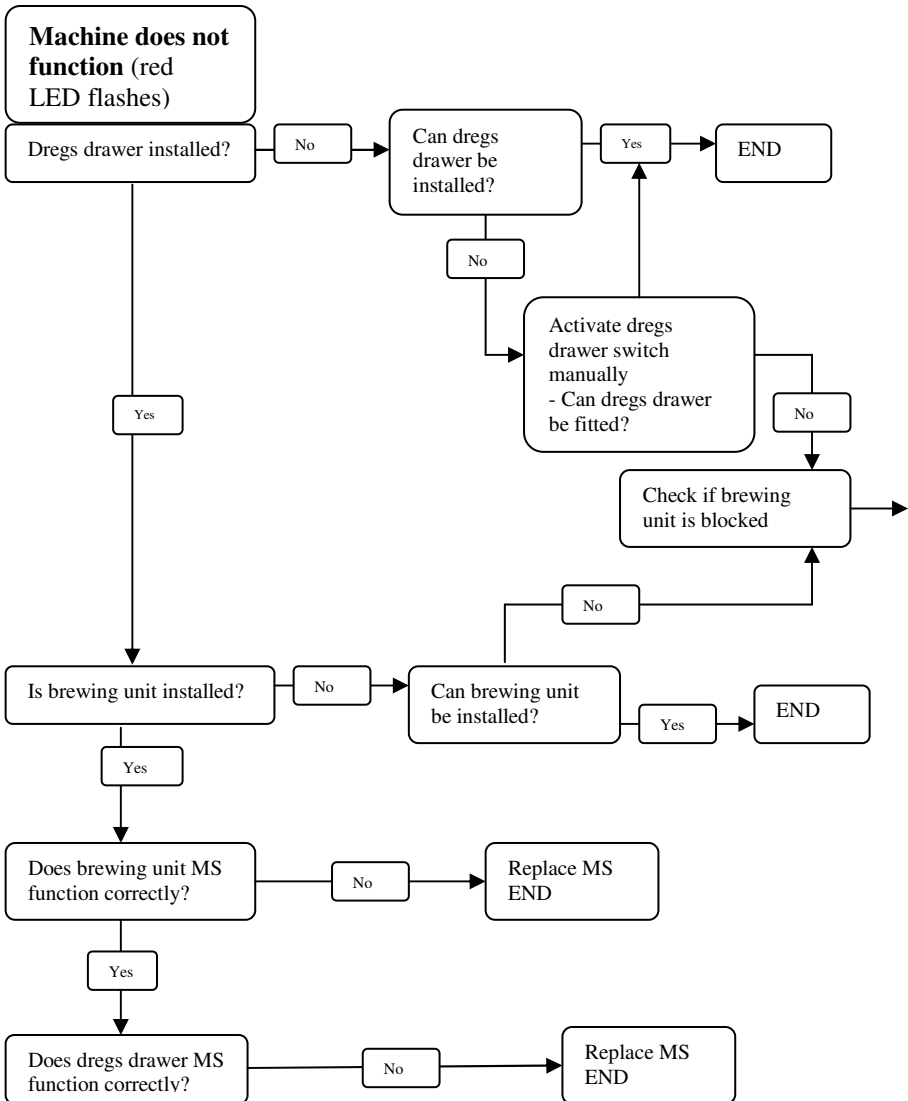 Machine does not
function (red
LED flashes)
Dregs drawer installed?
No
Can dregs
drawer be
installed?
Yes
END
No
Activate dregs
drawer switch
manually
- Can dregs drawer
be fitted?
Yes
No
Check if brewing
unit is blocked
No
Is brewing unit installed?
No
Can brewing unit
be installed?
Yes
END
Yes
Does brewing unit MS
function correctly?
No
Replace MS
END
Yes
Does dregs drawer MS
function correctly?
No
Replace MS
END